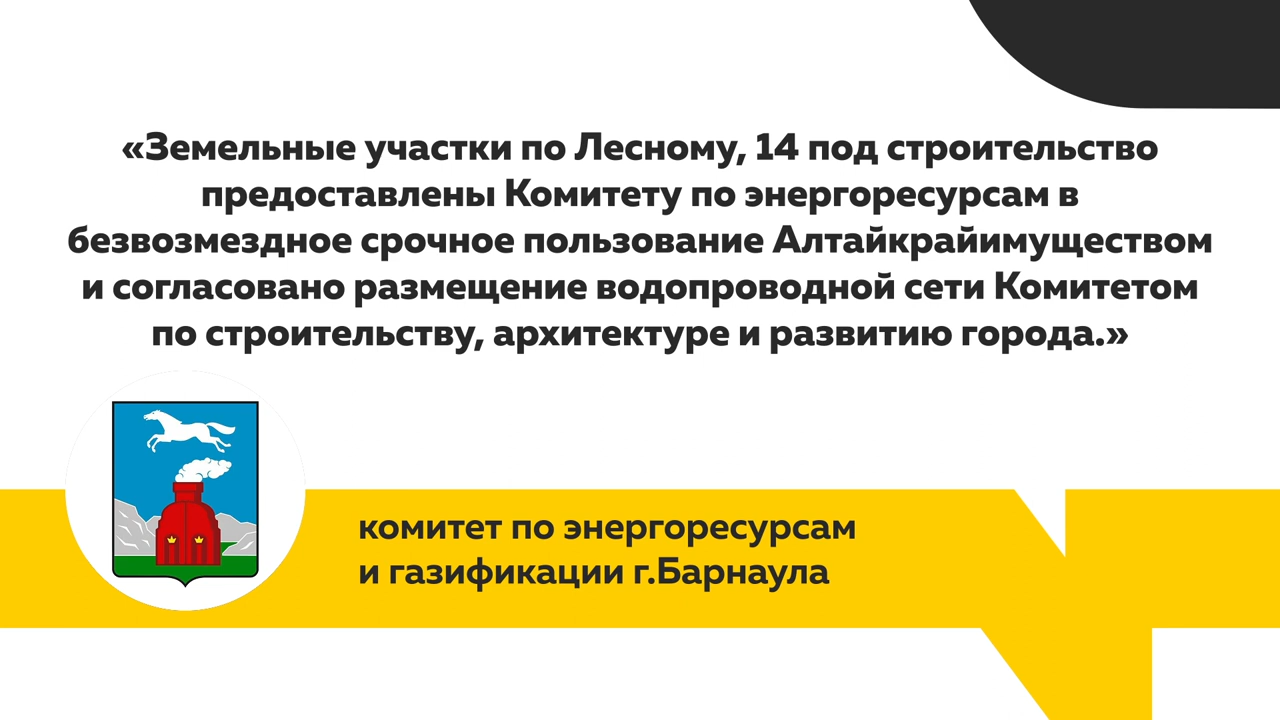 «Земельные участки по Лесному, 14 под строительство
предоставлены Комитету по энергоресурсам в
безвозмездное срочное пользование Алтайкрайимуществом
и согласовано размещение водопроводной сети Комитетом
по строительству, архитектуре и развитию города.»
комитет по энергоресурсам
и газификации г.Барнаула